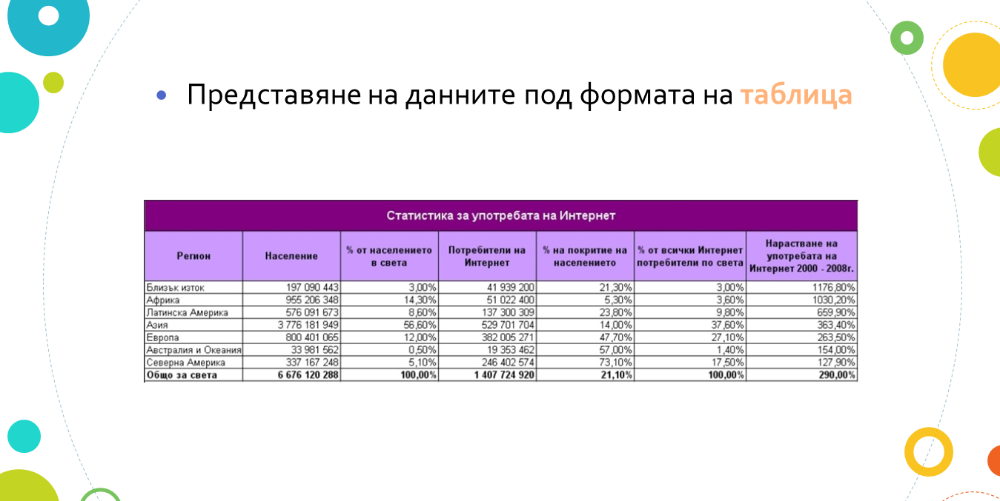 Представяне на данните под формата на таблица
Статистика за употребата на Интернет
Регион Население % от населението в света Потребители на Интернет % на покритие на населението % от всички Интернет потребители по света Нарастване на употребата на Интернет 2000 - 2008г.
Близък изток 197 090 443 3,00% 41 939 200 21,30% 3,00% 1176,80%
Африка 955 206 348 14,30% 51 022 400 5,30% 3,60% 1030,20%
Латинска Америка 576 091 673 8,60% 137 300 309 23,80% 9,80% 659,90%
Азия 3 776 181 949 56,60% 529 701 704 14,00% 37,60% 363,40%
Европа 800 401 065 12,00% 382 005 271 47,70% 27,10% 263,50%
Австралия и Океания 33 981 562 0,50% 19 353 462 57,00% 1,40% 154,00%
Северна Америка 337 167 248 5,10% 246 402 574 73,10% 17,50% 127,90%
Общо за света 6 676 120 288 100,00% 1 407 724 920 21,10% 100,00% 290,00%